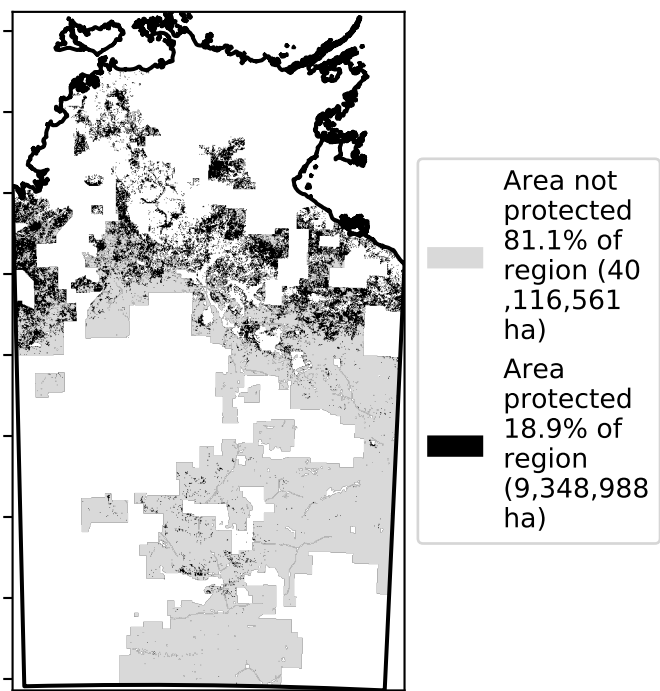 Area not
protected
81.1% of
region (40
,116,561
ha)
Area
protected
18.9% of
region
(9,348,988
ha)